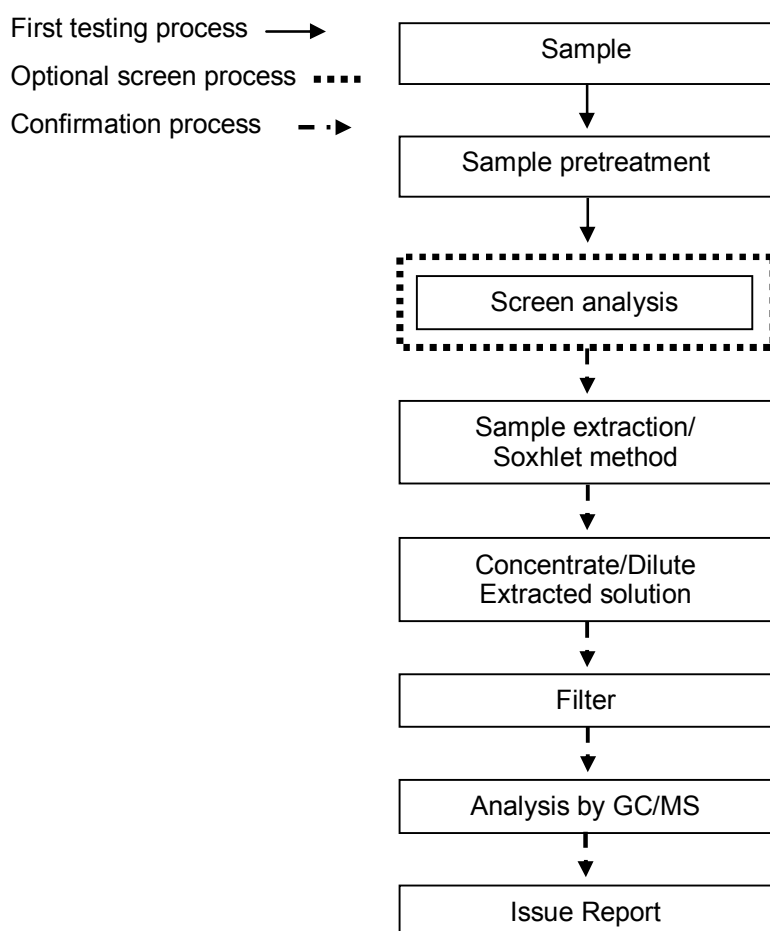 First testing process
Optional screen process
Confirmation process
Sample
Sample pretreatment
Screen analysis
Sample extraction/
Soxhlet method
Concentrate/Dilute
Extracted solution
Filter
Analysis by GC/MS
Issue Report